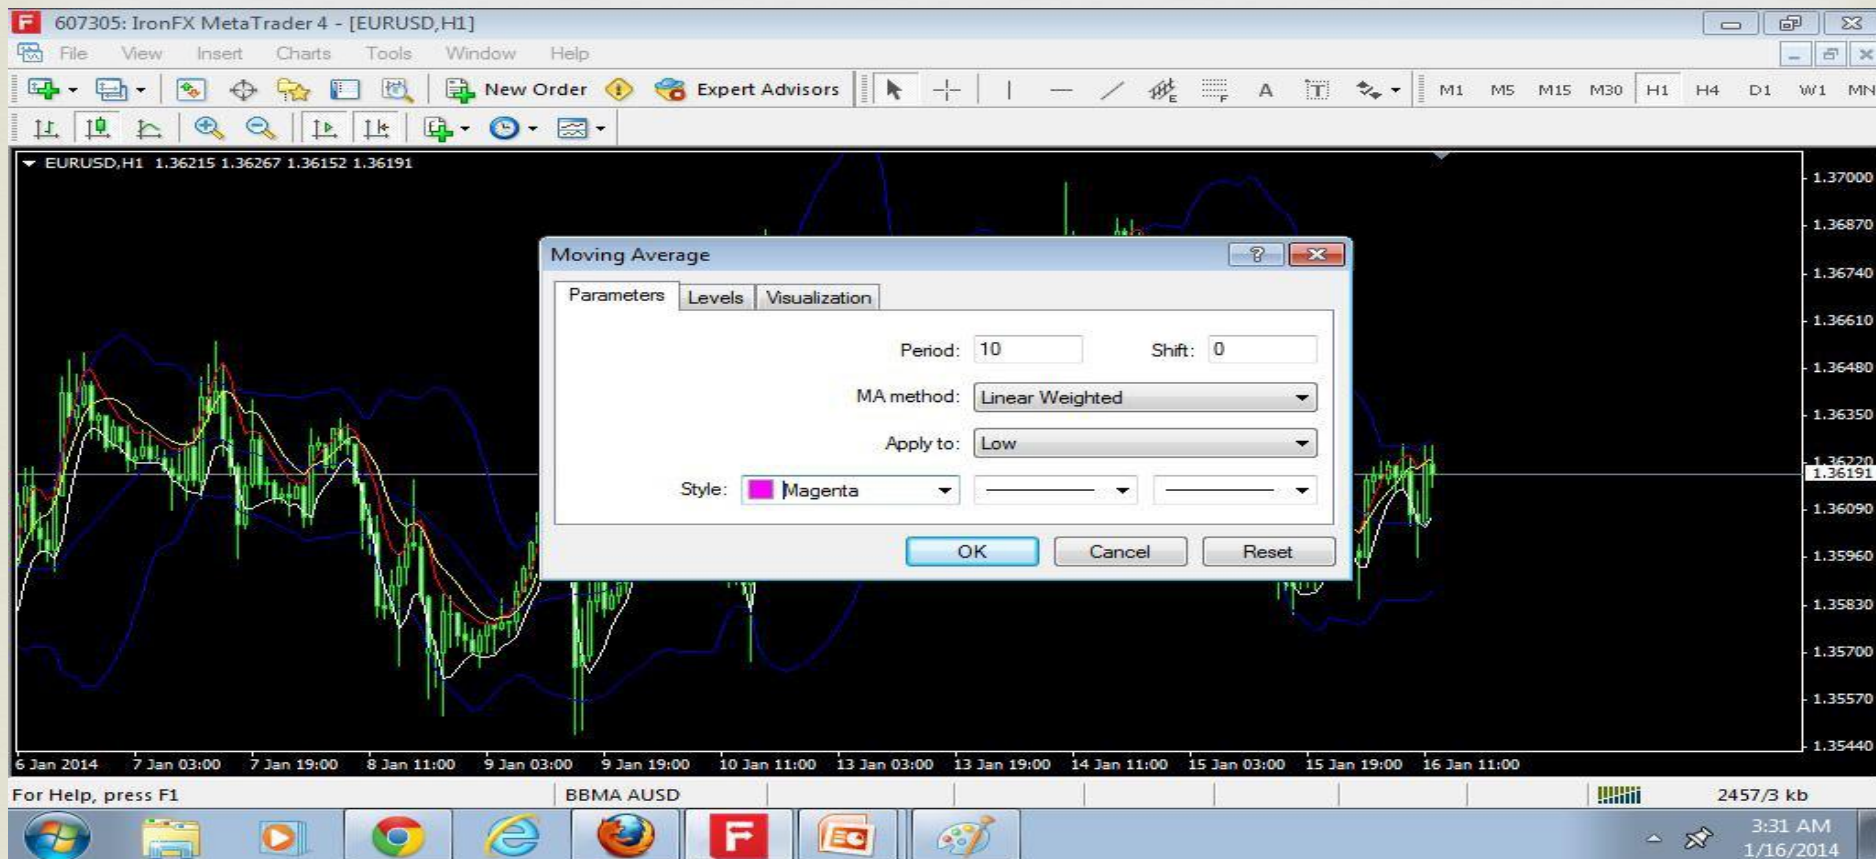 607305: IronFX MetaTrader 4 - [EURUSD,H1]
File View Insert Charts Tools Window Help
New Order Expert Advisors E F A T M1 M5 M15 M30 H1 H4 D1 W1 MN
EURUSD,H1 1.36215 1.36267 1.36152 1.36191
1.37000
1.36870
1.36740
1.36610
1.36480
1.36350
1.36220
1.36191
1.36090
1.35960
1.35830
1.35700
1.35570
1.35440
Moving Average
Parameters Levels Visualization
Period: 10 Shift: 0
MA method: Linear Weighted
Apply to: Low
Style: Magenta
OK Cancel Reset
6 Jan 2014 7 Jan 03:00 7 Jan 19:00 8 Jan 11:00 9 Jan 03:00 9 Jan 19:00 10 Jan 11:00 13 Jan 03:00 13 Jan 19:00 14 Jan 11:00 15 Jan 03:00 15 Jan 19:00 16 Jan 11:00
For Help, press F1 BBMA AUSD 2457/3 kb
3:31 AM
1/16/2014